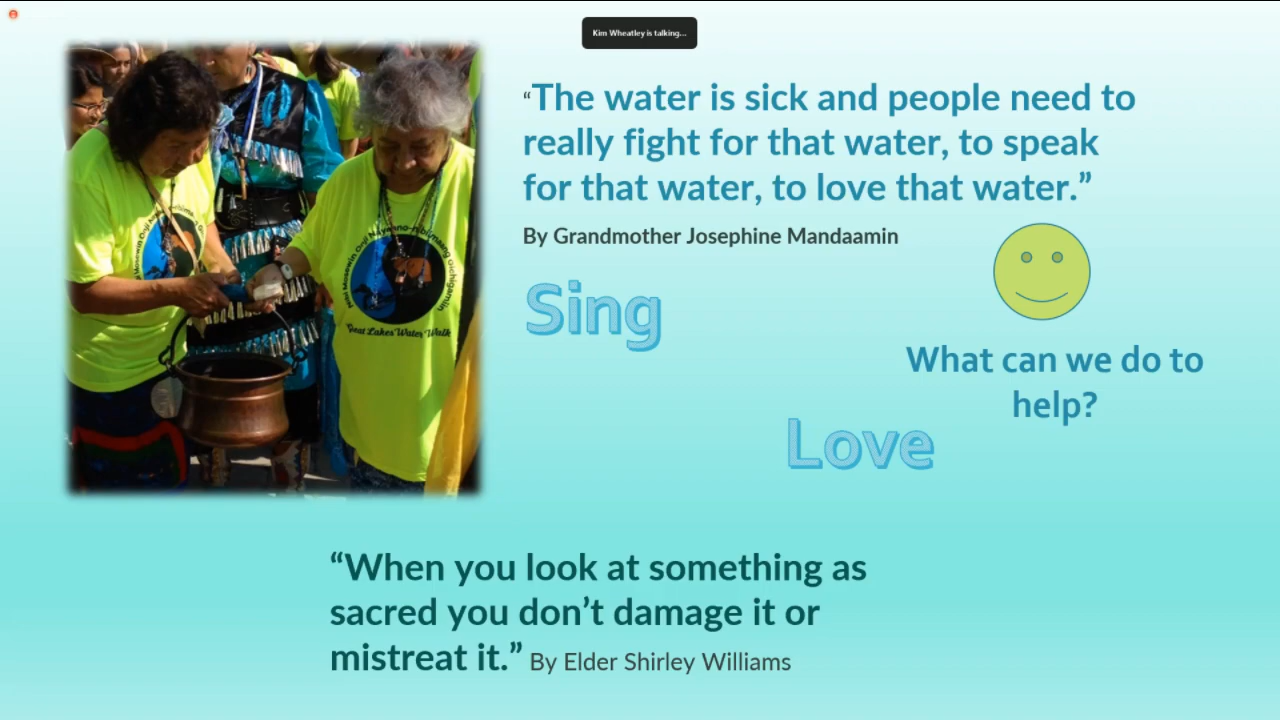 Kim Wheatley is talking...
“The water is sick and people need to
really fight for that water, to speak
for that water, to love that water.”
By Grandmother Josephine Mandaamin
Sing
What can we do to
help?
Love
Great Lakes Water Walk
“When you look at something as
sacred you don’t damage it or
mistreat it.” By Elder Shirley Williams